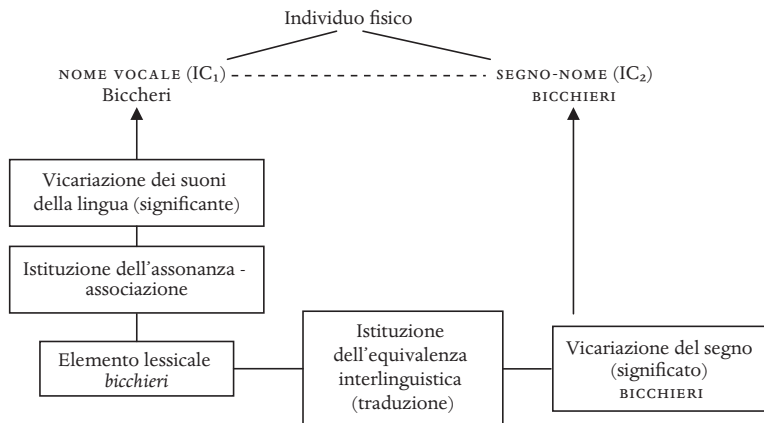 Individuo fisico
NOME VOCALE (IC₁)
Biccheri
SEGNO-NOME (IC₂)
BICCHIERI
Vicariazione dei suoni
della lingua (significante)
Istituzione dell'assonanza -
associazione
Elemento lessicale
bicchieri
Istituzione
dell'equivalenza
interlinguistica
(traduzione)
Vicariazione del segno
(significato)
BICCHIERI